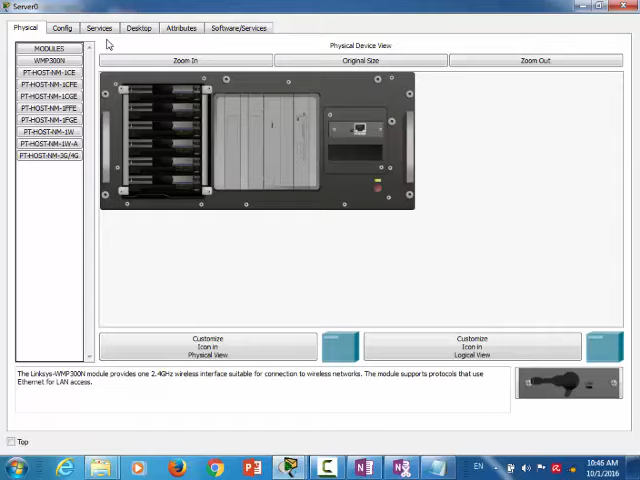 Server0
Physical Config Services Desktop Attributes Software/Services
MODULES
WMP300N
PT-HOST-NM-1CE
PT-HOST-NM-1CFE
PT-HOST-NM-1CGE
PT-HOST-NM-1FFE
PT-HOST-NM-1FGE
PT-HOST-NM-1W
PT-HOST-NM-1W-A
PT-HOST-NM-3G/4G
Physical Device View
Zoom In Original Size Zoom Out
Customize
Icon in
Physical View
Customize
Icon in
Logical View
The Linksys-WMP300N module provides one 2.4GHz wireless interface suitable for connection to wireless networks. The module supports protocols that use
Ethernet for LAN access.
Top
EN
10:46 AM
10/1/2016